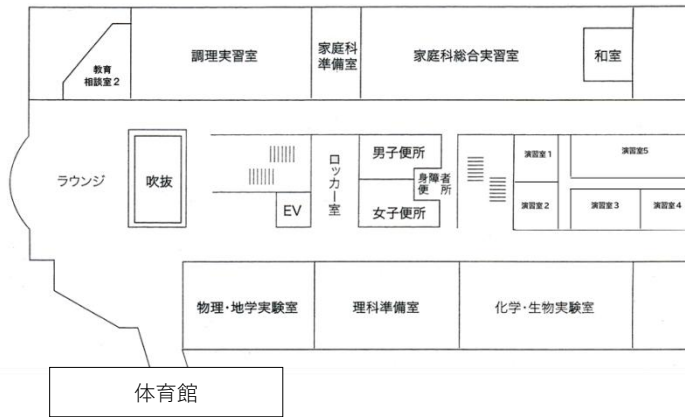 教育
相談室2
調理実習室
家庭科
準備室
家庭科総合実習室
和室
ラウンジ
吹抜
EV
ロッカー室
男子便所
身障者
便所
女子便所
演習室1
演習室2
演習室5
演習室3
演習室4
物理・地学実験室
理科準備室
化学・生物実験室
体育館